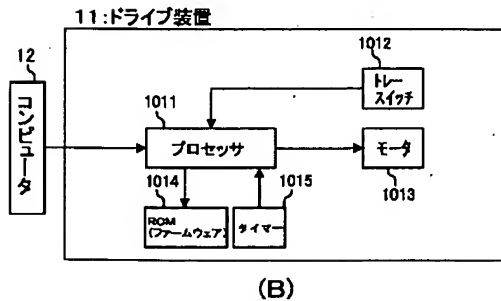 11:ドライブ装置
12
コンピュータ
1012
トレー
スイッチ
1011
プロセッサ
モータ
1013
1014
ROM
(ファームウェア)
1015
タイマー
(B)